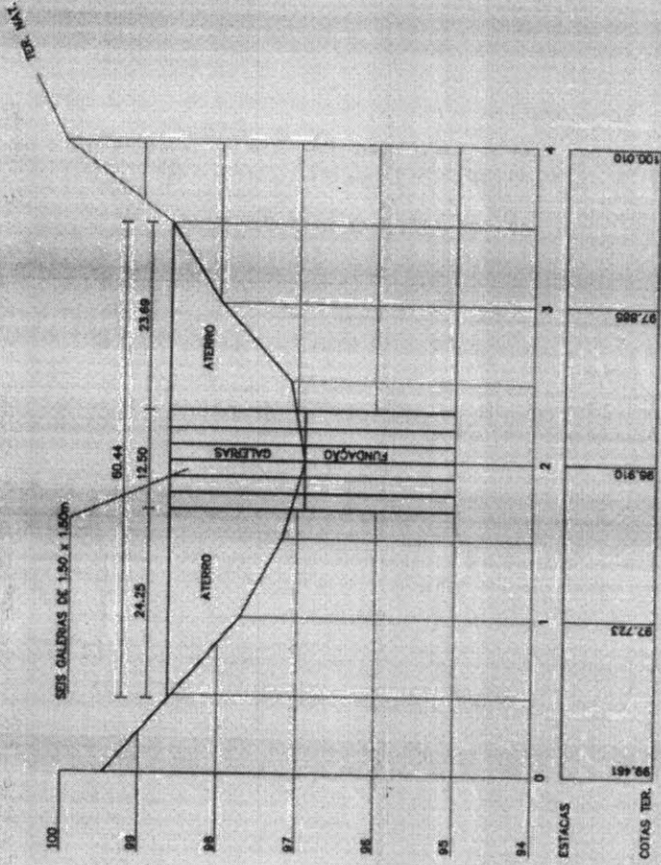 TER. NAT.
SEIS GALERIAS DE 1.50 x 1.50m
60.44
24.25 12.50 23.69
ATERRO
GALERIAS
ATERRO
FUNDAÇÃO
100
99
98
97
96
95
94
0 1 2 3 4
ESTACAS
COTAS TER.
99.461 97.723 96.910 97.885 100.010